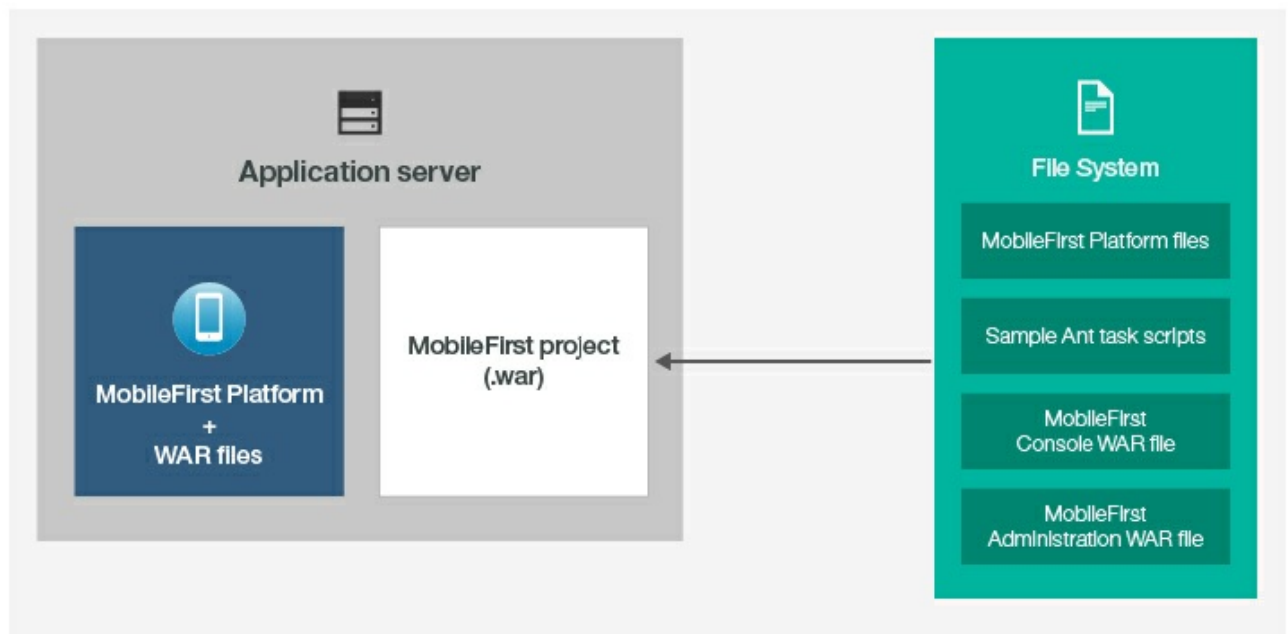 Application server
MobileFirst Platform
+
WAR files
MobileFirst project
(.war)
File System
MobileFirst Platform files
Sample Ant task scripts
MobileFirst
Console WAR file
MobileFirst
Administration WAR file